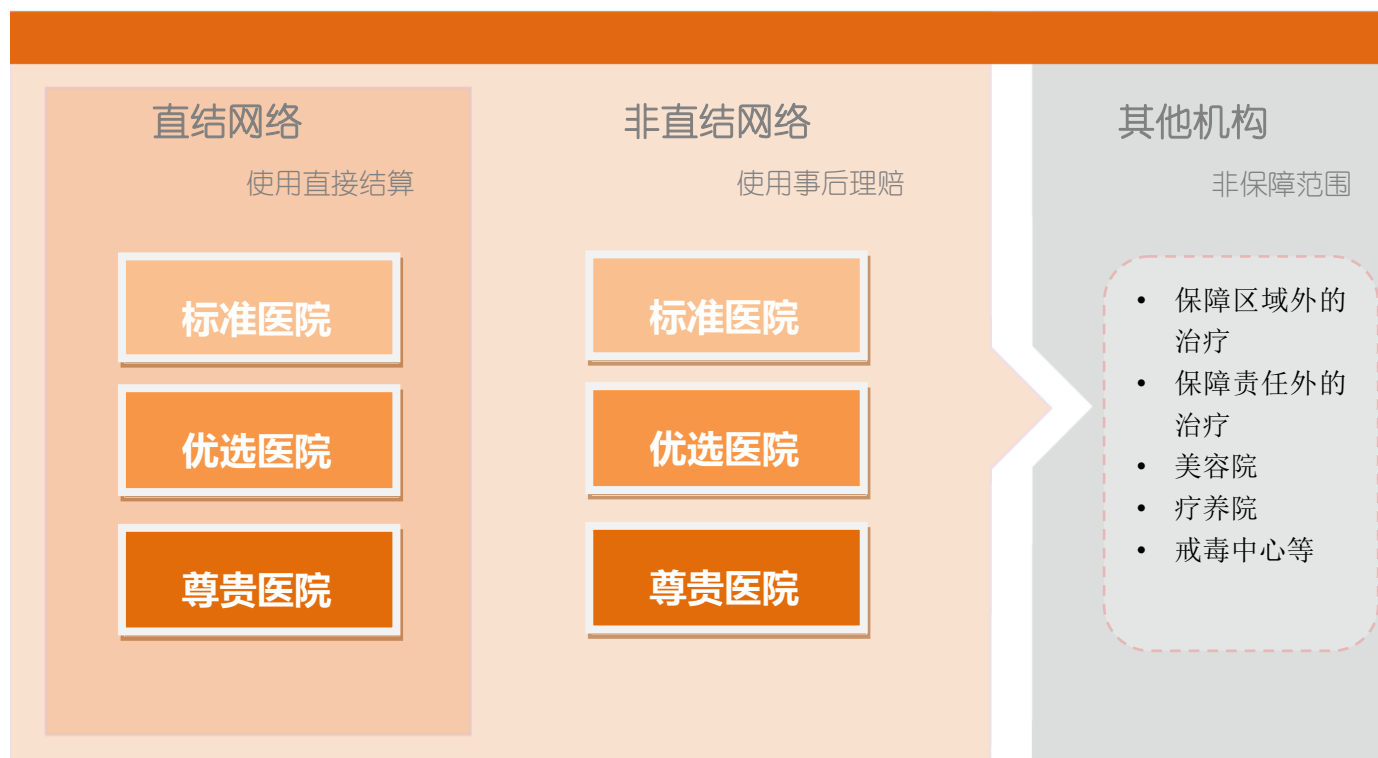 直结网络
使用直接结算
标准医院
优选医院
尊贵医院
非直结网络
使用事后理赔
标准医院
优选医院
尊贵医院
其他机构
非保障范围
• 保障区域外的
治疗
• 保障责任外的
治疗
• 美容院
• 疗养院
• 戒毒中心等